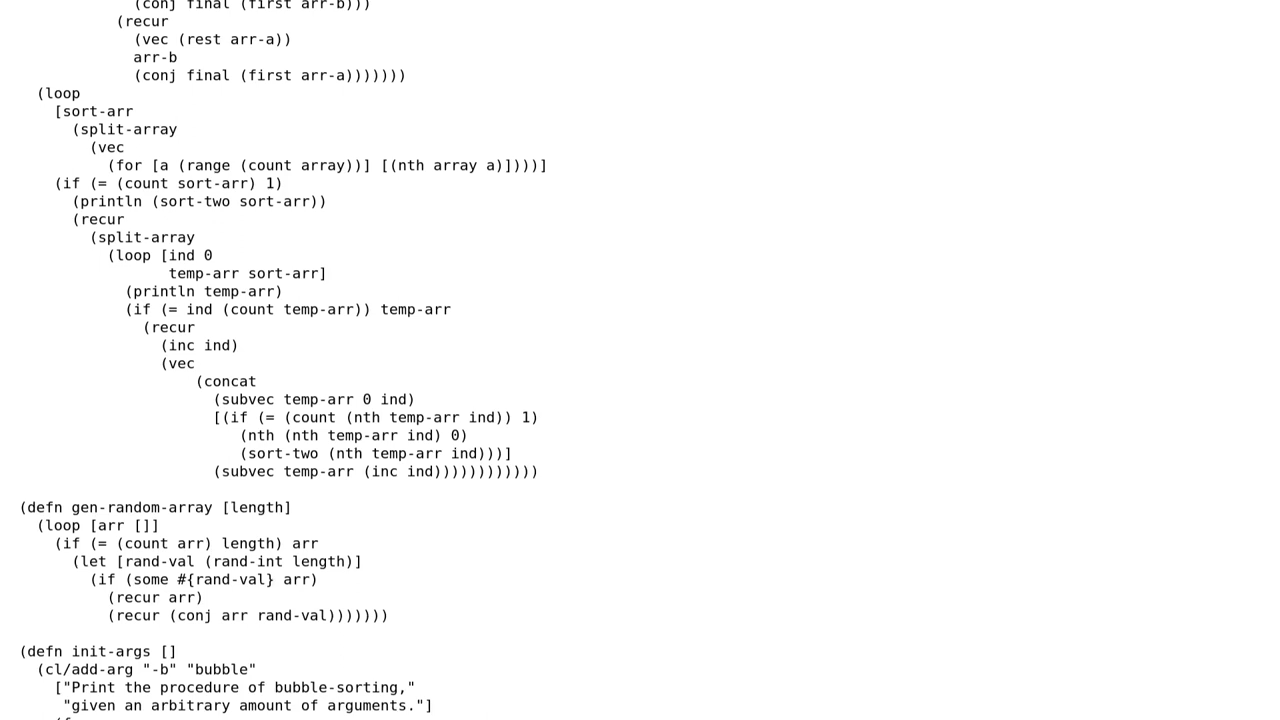 (conj final (first arr-b)))
(recur
(vec (rest arr-a))
arr-b
(conj final (first arr-a)))))))
(loop
[sort-arr
(split-array
(vec
(for [a (range (count array))] [(nth array a)])))]
(if (= (count sort-arr) 1)
(println (sort-two sort-arr))
(recur
(split-array
(loop [ind 0
temp-arr sort-arr]
(println temp-arr)
(if (= ind (count temp-arr)) temp-arr
(recur
(inc ind)
(vec
(concat
(subvec temp-arr 0 ind)
[(if (= (count (nth temp-arr ind)) 1)
(nth (nth temp-arr ind) 0)
(sort-two (nth temp-arr ind)))]
(subvec temp-arr (inc ind))))))))))))
(defn gen-random-array [length]
(loop [arr []]
(if (= (count arr) length) arr
(let [rand-val (rand-int length)]
(if (some #{rand-val} arr)
(recur arr)
(recur (conj arr rand-val)))))))
(defn init-args []
(cl/add-arg "-b" "bubble"
["Print the procedure of bubble-sorting,"
"given an arbitrary amount of arguments."]